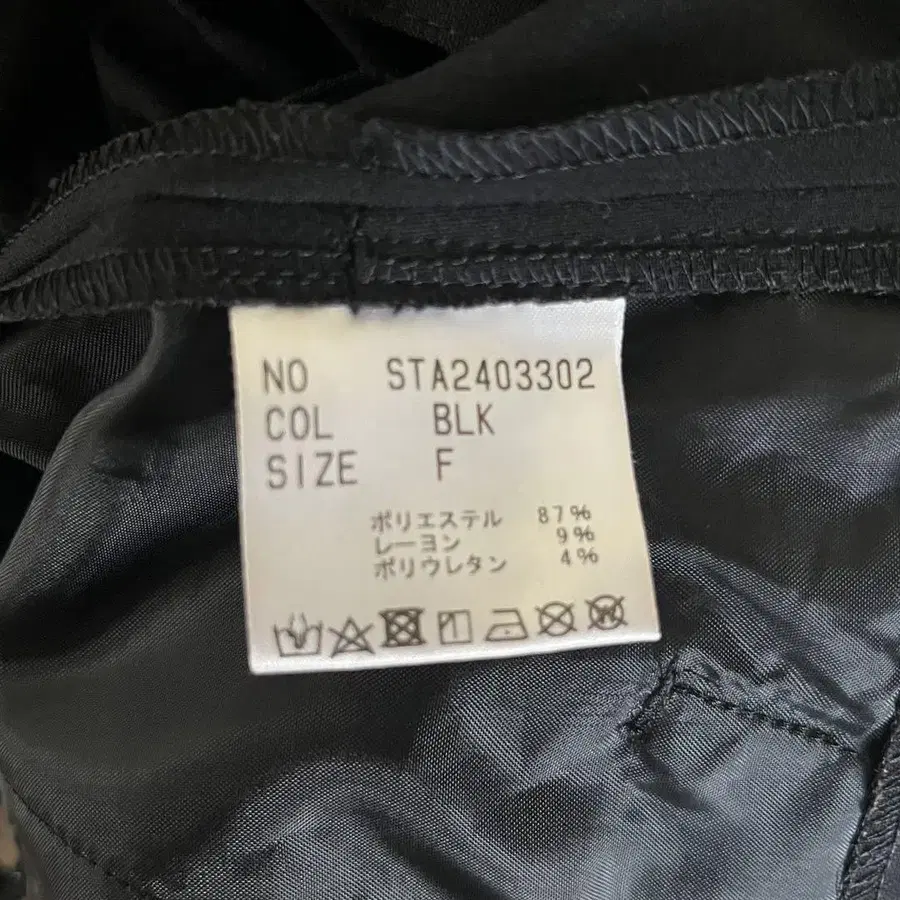 NO STA2403302
COL BLK
SIZE F
ポリエステル 87%
レーヨン 9%
ポリウレタン 4%